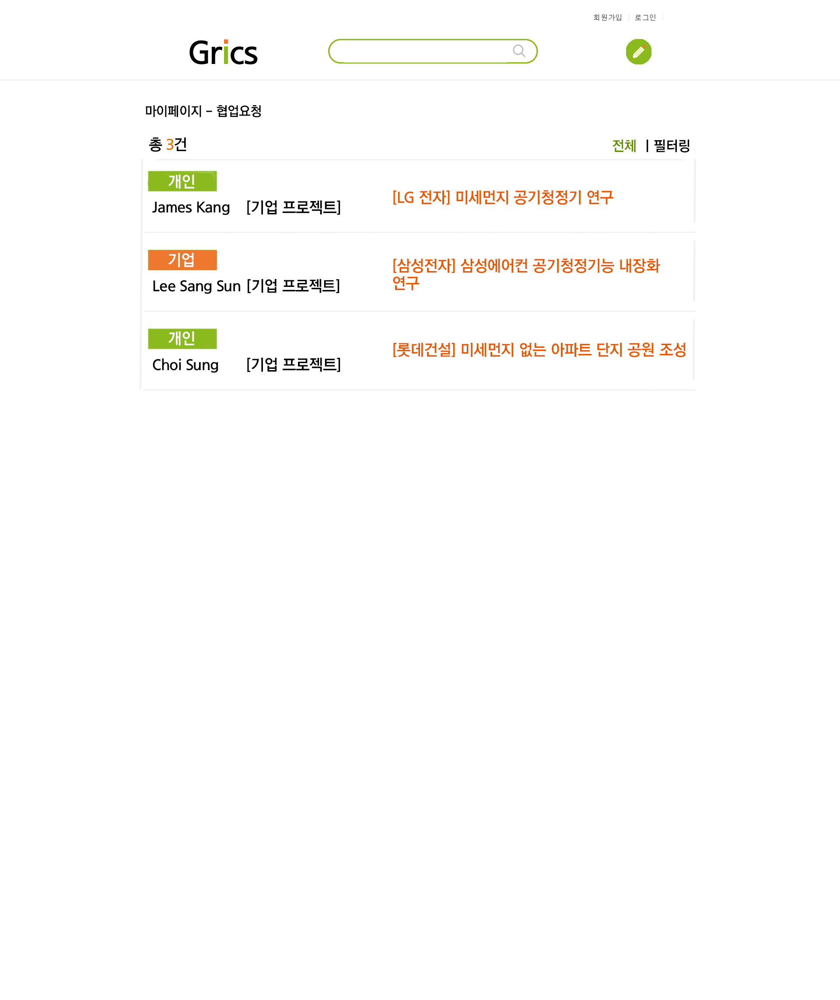 회원가입 | 로그인
Grics
마이페이지 – 협업요청
총 3건
전체 | 필터링
개인
James Kang [기업 프로젝트]
[LG 전자] 미세먼지 공기청정기 연구
기업
Lee Sang Sun [기업 프로젝트]
[삼성전자] 삼성에어컨 공기청정기능 내장화
연구
개인
Choi Sung [기업 프로젝트]
[롯데건설] 미세먼지 없는 아파트 단지 공원 조성